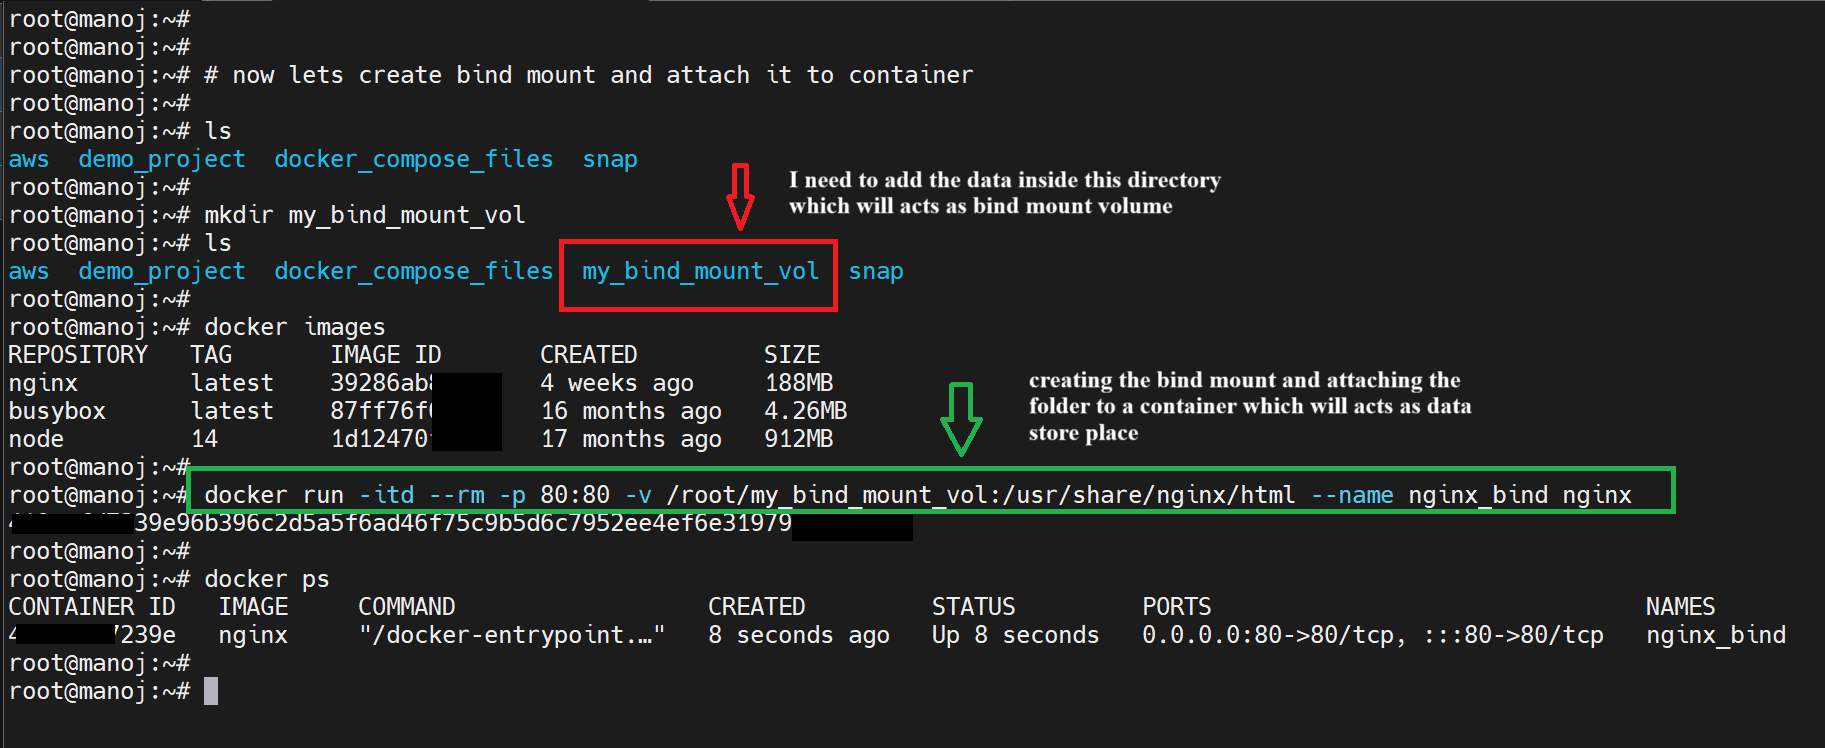 root@manoj:~#
root@manoj:~#
root@manoj:~# # now lets create bind mount and attach it to container
root@manoj:~#
root@manoj:~# ls
aws  demo_project  docker_compose_files  snap
root@manoj:~#
I need to add the data inside this directory
which will acts as bind mount volume
root@manoj:~# mkdir my_bind_mount_vol
root@manoj:~# ls
aws  demo_project  docker_compose_files  my_bind_mount_vol  snap
root@manoj:~#
root@manoj:~# docker images
REPOSITORY   TAG       IMAGE ID       CREATED         SIZE
nginx        latest    39286ab     4 weeks ago     188MB
busybox      latest    87ff76f     16 months ago   4.26MB
node         14        1d12470     17 months ago   912MB
creating the bind mount and attaching the
folder to a container which will acts as data
store place
root@manoj:~#
root@manoj:~# docker run -itd --rm -p 80:80 -v /root/my_bind_mount_vol:/usr/share/nginx/html --name nginx_bind nginx
39e96b396c2d5a5f6ad46f75c9b5d6c7952ee4ef6e31979
root@manoj:~#
root@manoj:~# docker ps
CONTAINER ID   IMAGE     COMMAND                  CREATED         STATUS         PORTS                               NAMES
7239e   nginx     "/docker-entrypoint.…"   8 seconds ago   Up 8 seconds   0.0.0.0:80->80/tcp, :::80->80/tcp   nginx_bind
root@manoj:~#
root@manoj:~#